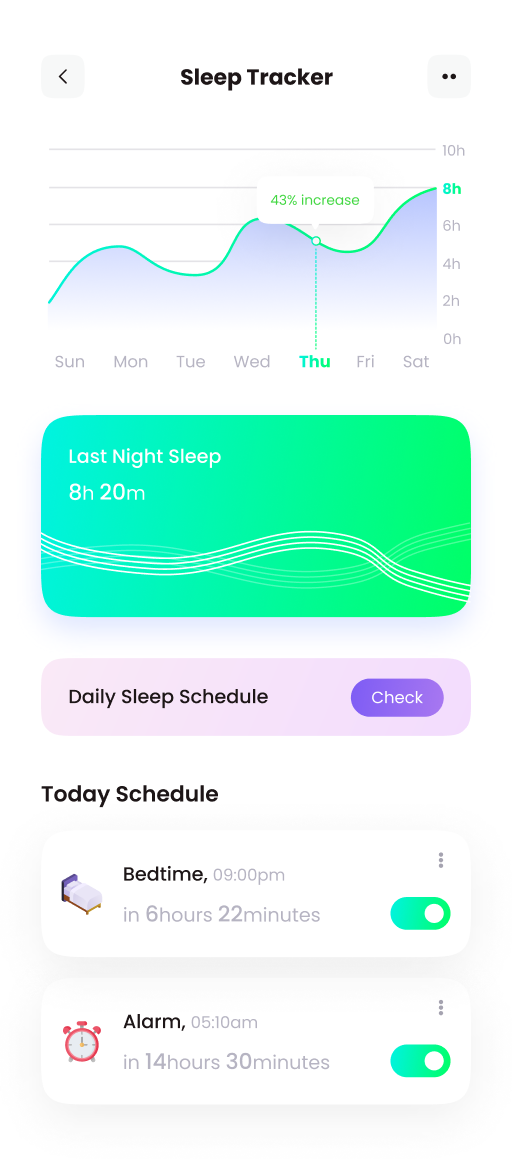 Sleep Tracker
10h
43% increase
8h
6h
4h
2h
0h
Sun Mon Tue Wed Thu Fri Sat
Last Night Sleep
8h 20m
Daily Sleep Schedule
Check
Today Schedule
Bedtime, 09:00pm
in 6hours 22minutes
Alarm, 05:10am
in 14hours 30minutes